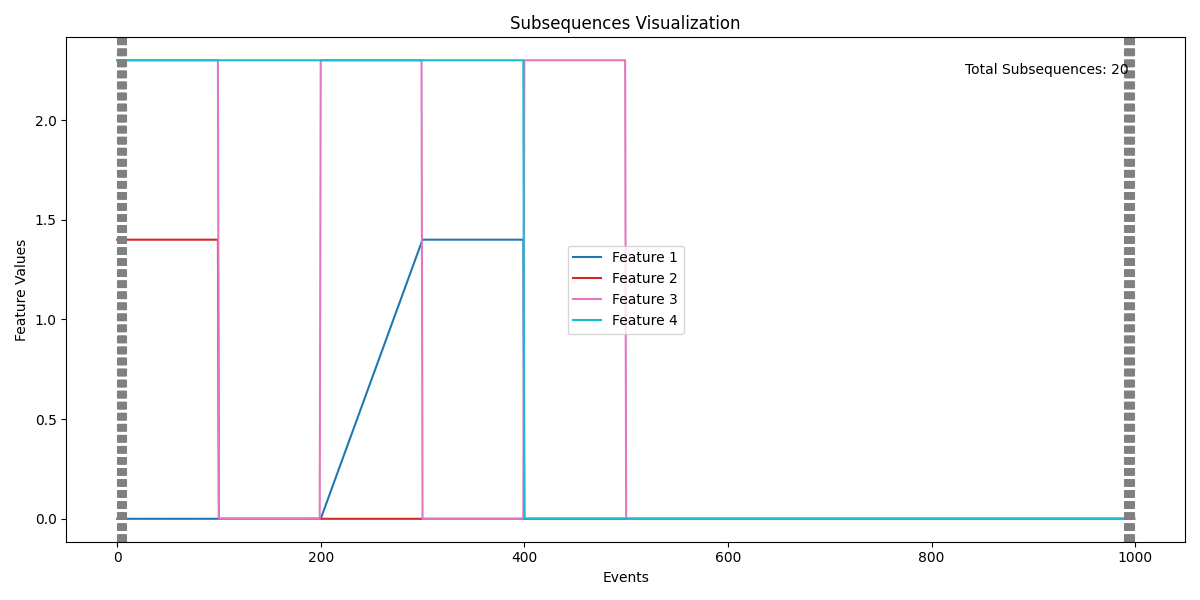 Subsequences Visualization
Total Subsequences: 20
Feature Values
2.0
1.5
1.0
0.5
0.0
Feature 1
Feature 2
Feature 3
Feature 4
0
200
400
600
800
1000
Events